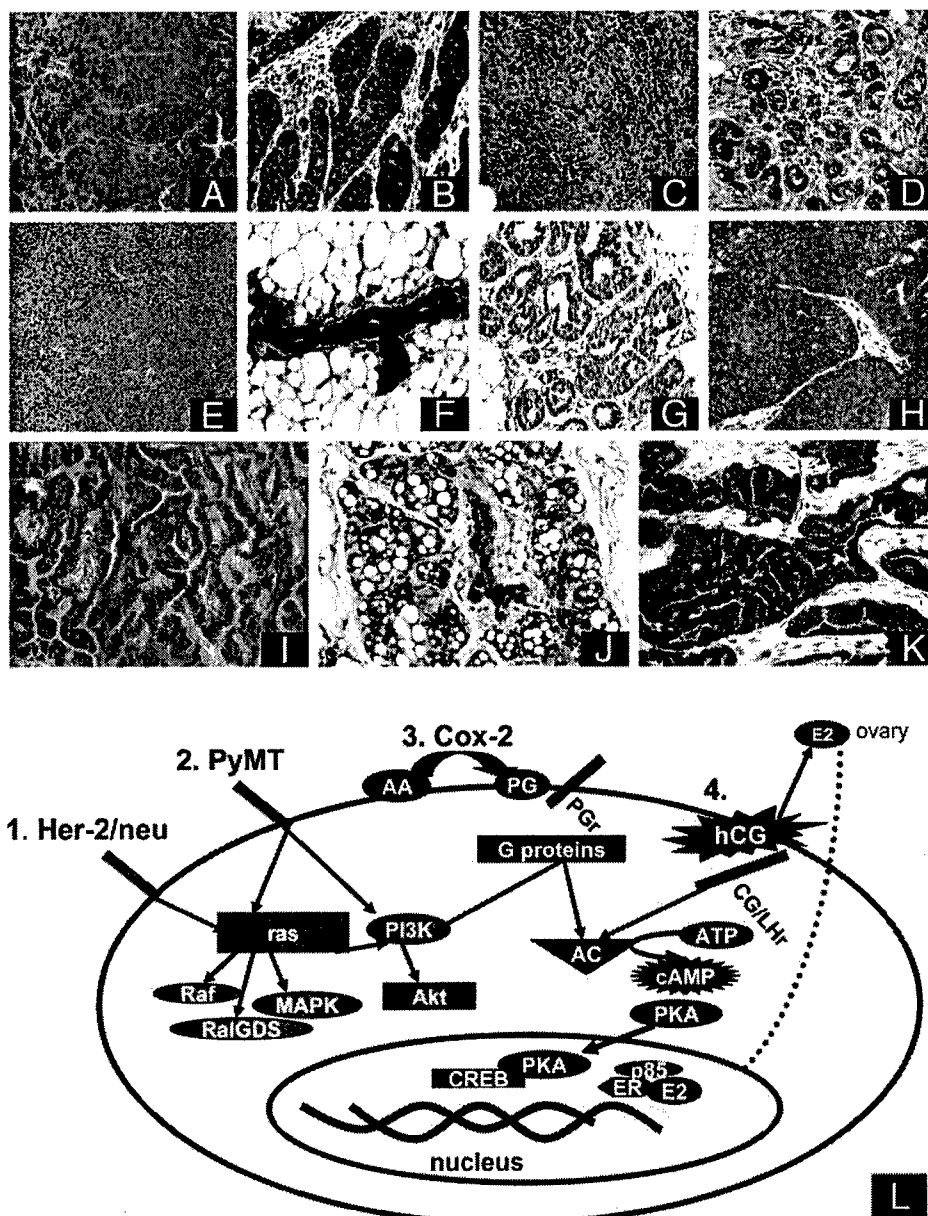 A
B
C
D
E
F
G
H
I
J
K
3. Cox-2
E2 ovary
2. PyMT
AA
PG
4.
PGr
hCG
1. Her-2/neu
G proteins
CG/LHr
ras
PI3K
AC
ATP
cAMP
Raf
MAPK
Akt
RalGDS
PKA
PKA
CREB
p85
ER
E2
nucleus
L